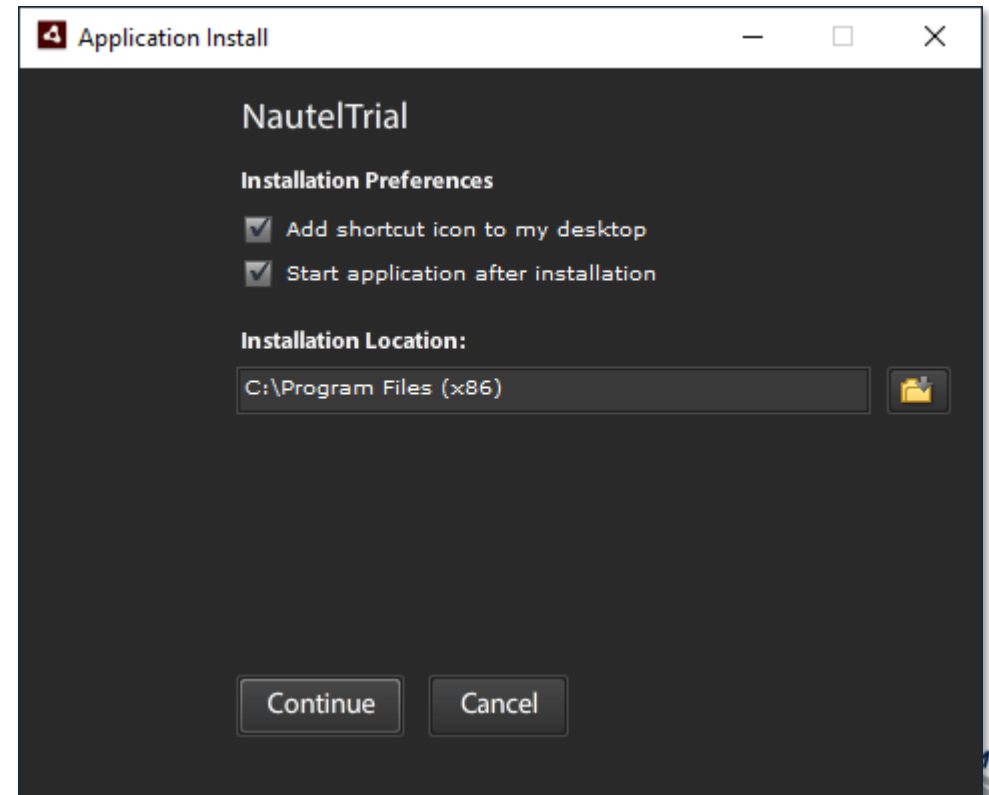 Application Install
NautelTrial
Installation Preferences
Add shortcut icon to my desktop
Start application after installation
Installation Location:
C:\Program Files (x86)
Continue
Cancel